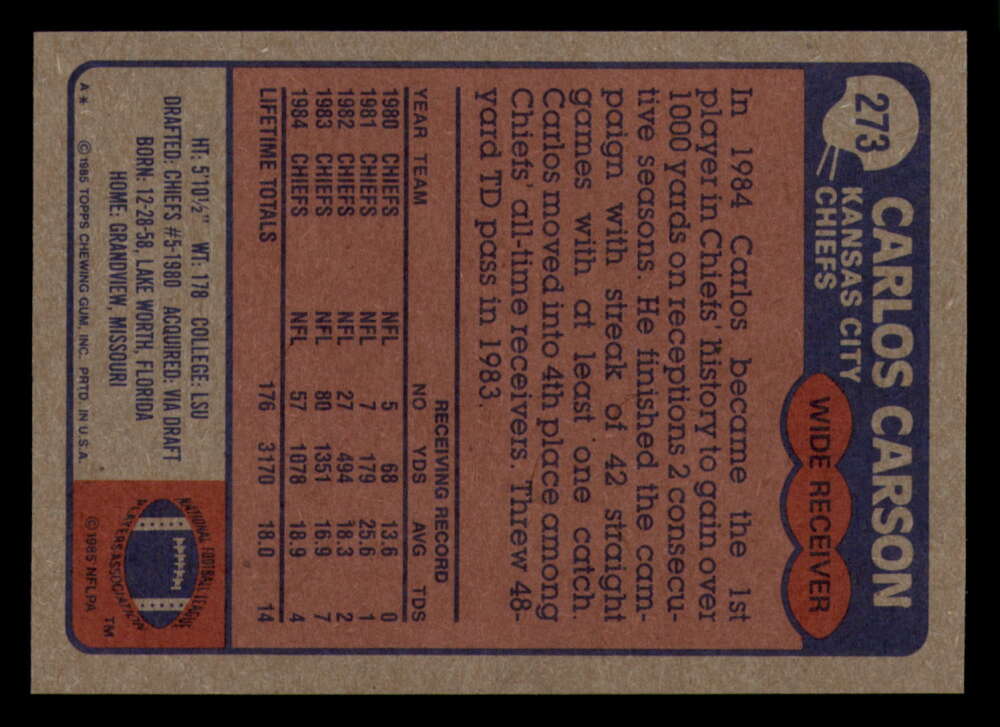 273
CARLOS CARSON
KANSAS CITY
CHIEFS
WIDE RECEIVER
In 1984 Carlos became the 1st
player in Chiefs' history to gain over
1000 yards on receptions 2 consecu-
tive seasons. He finished the cam-
paign with streak of 42 straight
games with at least one catch.
Carlos moved into 4th place among
Chiefs' all-time receivers. Threw 48-
yard TD pass in 1983.
RECEIVING RECORD
YEAR TEAM NO YDS AVG TDS
1980 CHIEFS NFL 5 68 13.6 0
1981 CHIEFS NFL 7 179 25.6 1
1982 CHIEFS NFL 27 494 18.3 2
1983 CHIEFS NFL 80 1351 16.9 7
1984 CHIEFS NFL 57 1078 18.9 4
LIFETIME TOTALS 176 3170 18.0 14
HT: 5'10½" WT: 178 COLLEGE: LSU
DRAFTED: CHIEFS #5-1980 ACQUIRED: VIA DRAFT
BORN: 12-28-58, LAKE WORTH, FLORIDA
HOME: GRANDVIEW, MISSOURI
A* © 1985 TOPPS CHEWING GUM, INC. PRTD. IN U.S.A.
NATIONAL FOOTBALL LEAGUE
PLAYERS ASSOCIATION
© 1985 NFLPA TM